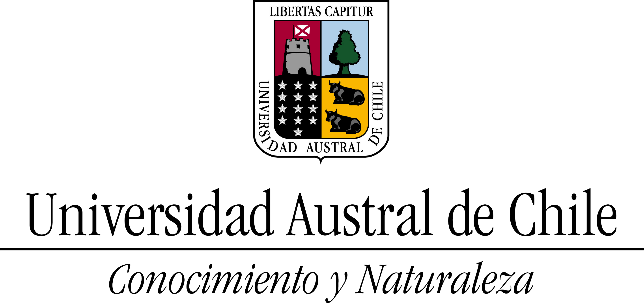 LIBERTAS CAPITUR
UNIVERSIDAD AUSTRAL DE CHILE
Universidad Austral de Chile
Conocimiento y Naturaleza